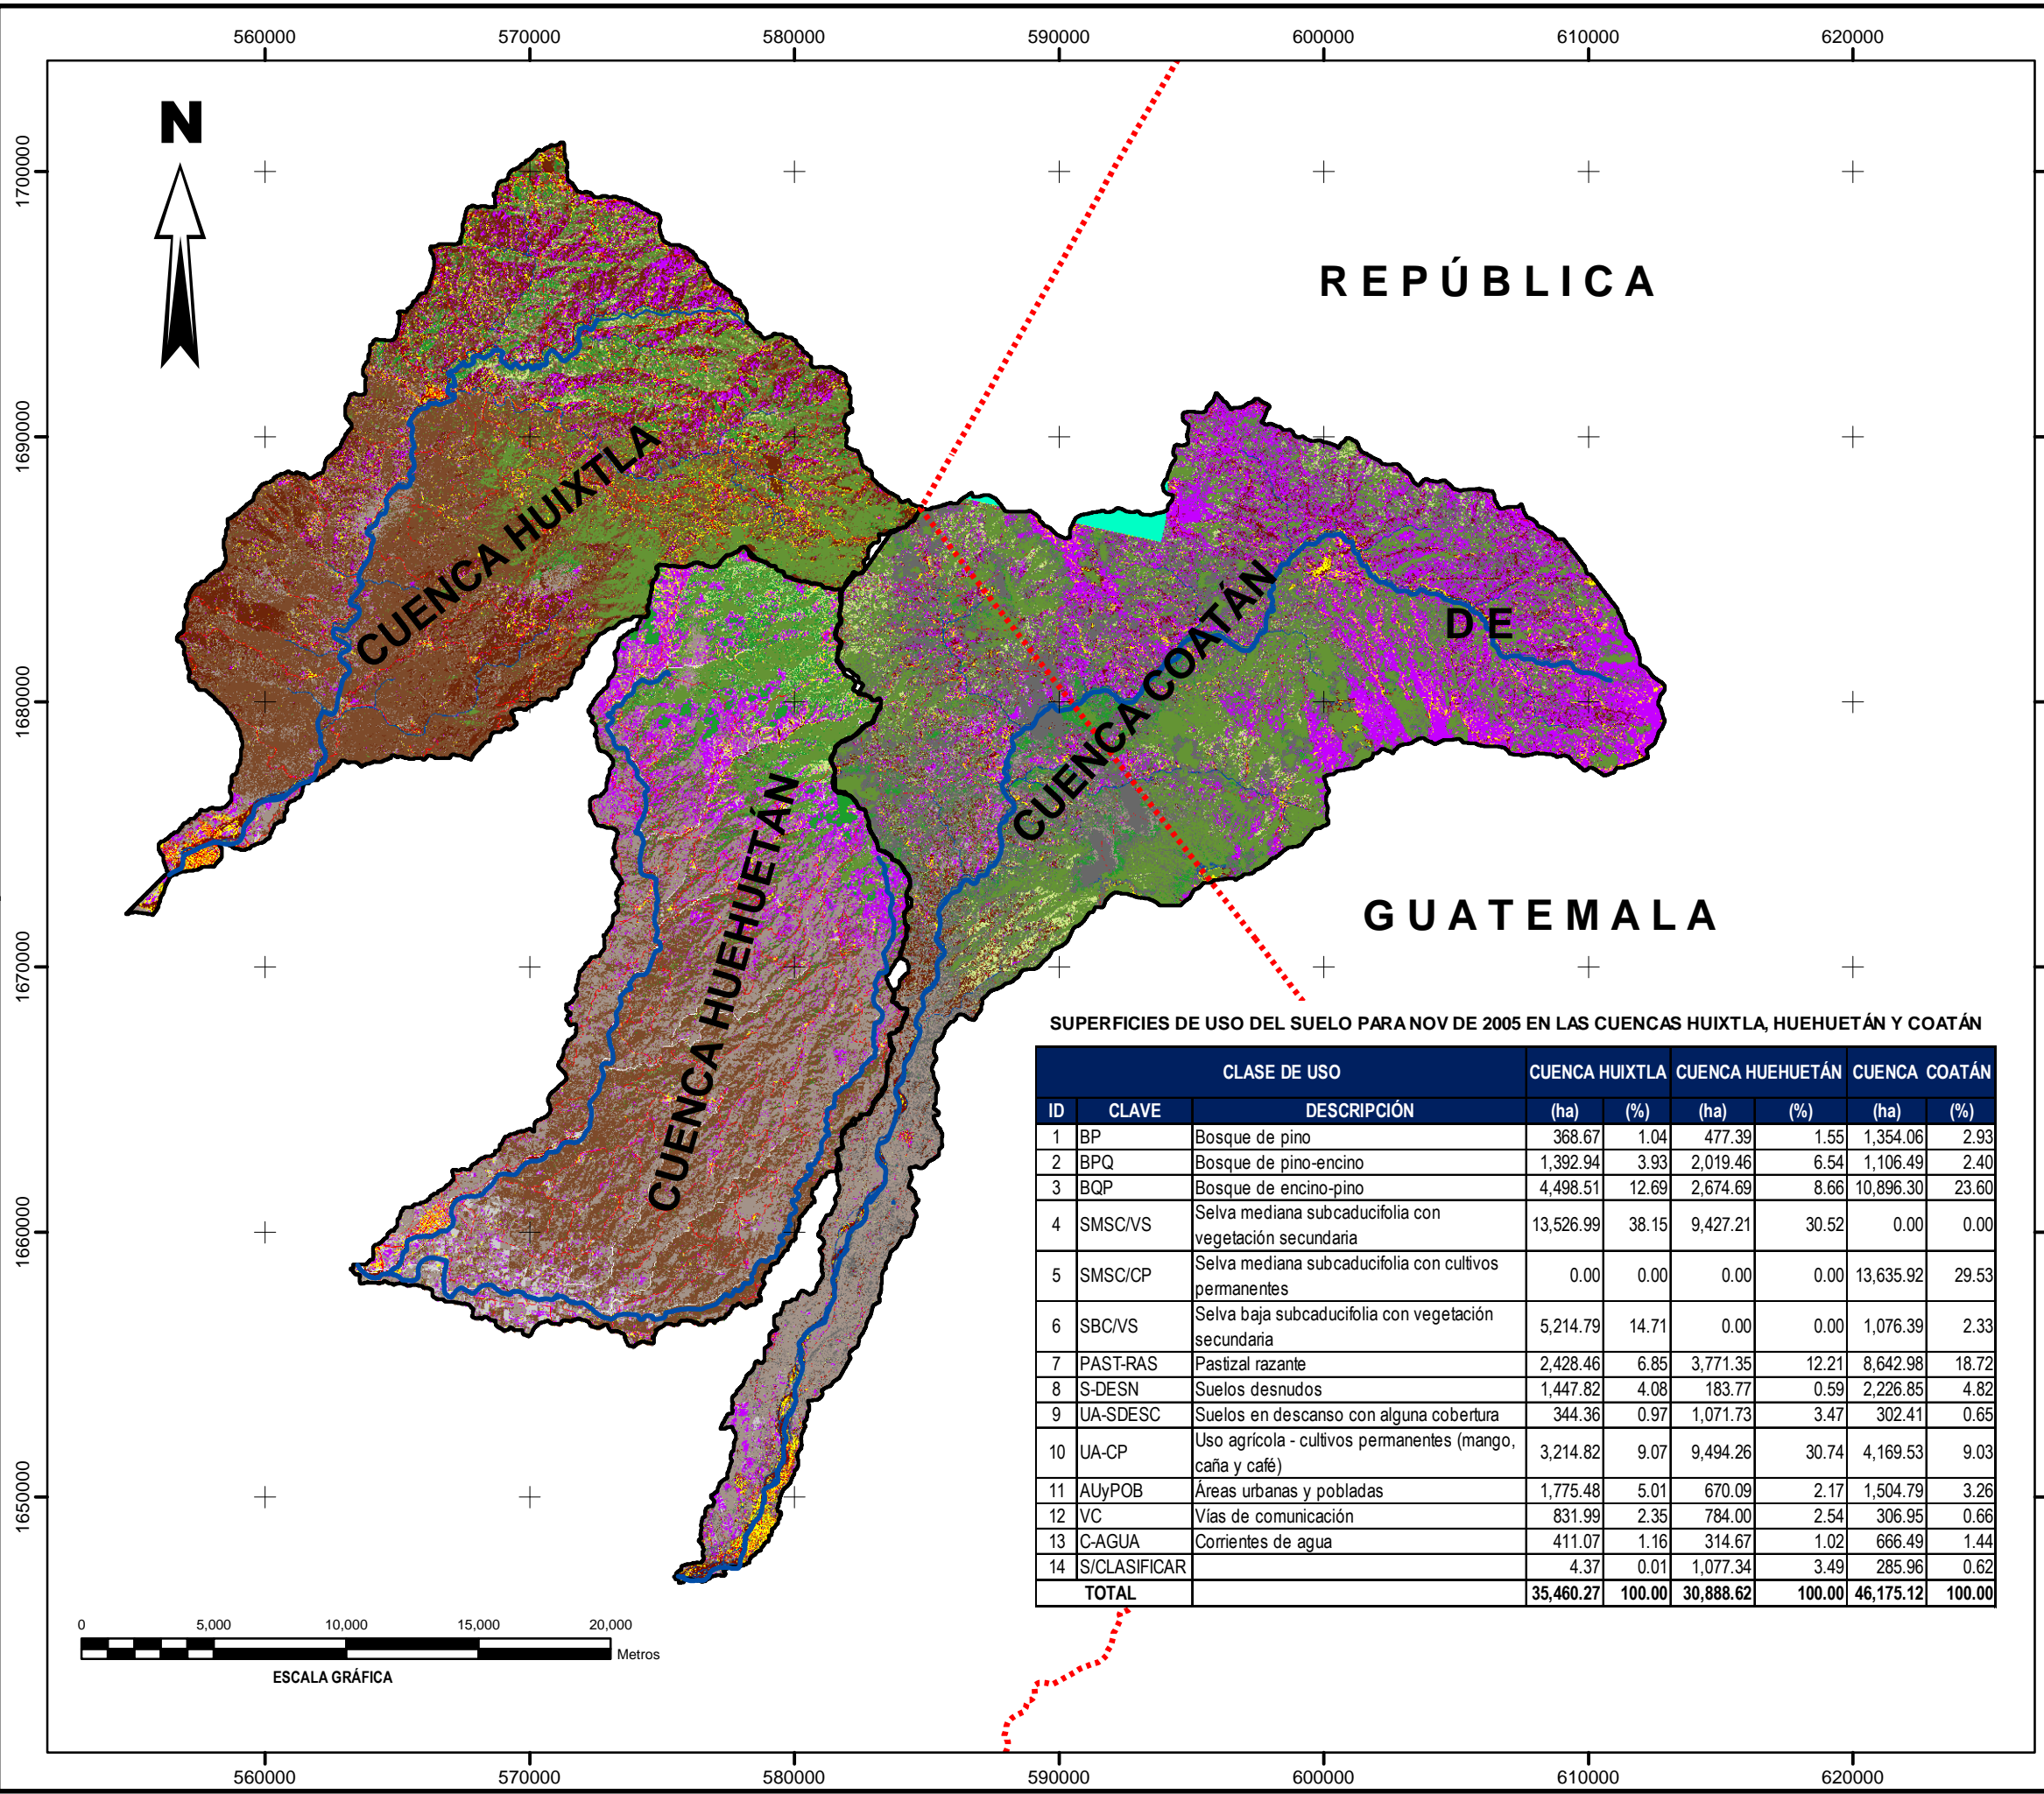 560000 570000 580000 590000 600000 610000 620000
N
1700000
1690000
1680000
1670000
1660000
1650000
REPÚBLICA
DE
GUATEMALA
CUENCA HUIXTLA
CUENCA HUEHUETÁN
CUENCA COATÁN
SUPERFICIES DE USO DEL SUELO PARA NOV DE 2005 EN LAS CUENCAS HUIXTLA, HUEHUETÁN Y COATÁN
CLASE DE USO CUENCA HUIXTLA CUENCA HUEHUETÁN CUENCA COATÁN
ID CLAVE DESCRIPCIÓN (ha) (%) (ha) (%) (ha) (%)
1 BP Bosque de pino 368.67 1.04 477.39 1.55 1,354.06 2.93
2 BPQ Bosque de pino-encino 1,392.94 3.93 2,019.46 6.54 1,106.49 2.40
3 BQP Bosque de encino-pino 4,498.51 12.69 2,674.69 8.66 10,896.30 23.60
4 SMSC/VS Selva mediana subcaducifolia con
vegetación secundaria 13,526.99 38.15 9,427.21 30.52 0.00 0.00
5 SMSC/CP Selva mediana subcaducifolia con cultivos
permanentes 0.00 0.00 0.00 0.00 13,635.92 29.53
6 SBC/VS Selva baja subcaducifolia con vegetación
secundaria 5,214.79 14.71 0.00 0.00 1,076.39 2.33
7 PAST-RAS Pastizal razante 2,428.46 6.85 3,771.35 12.21 8,642.98 18.72
8 S-DESN Suelos desnudos 1,447.82 4.08 183.77 0.59 2,226.85 4.82
9 UA-SDESC Suelos en descanso con alguna cobertura 344.36 0.97 1,071.73 3.47 302.41 0.65
10 UA-CP Uso agrícola - cultivos permanentes (mango,
caña y café) 3,214.82 9.07 9,494.26 30.74 4,169.53 9.03
11 AUyPOB Áreas urbanas y pobladas 1,775.48 5.01 670.09 2.17 1,504.79 3.26
12 VC Vías de comunicación 831.99 2.35 784.00 2.54 306.95 0.66
13 C-AGUA Corrientes de agua 411.07 1.16 314.67 1.02 666.49 1.44
14 S/CLASIFICAR 4.37 0.01 1,077.34 3.49 285.96 0.62
TOTAL 35,460.27 100.00 30,888.62 100.00 46,175.12 100.00
0 5,000 10,000 15,000 20,000
Metros
ESCALA GRÁFICA
560000 570000 580000 590000 600000 610000 620000